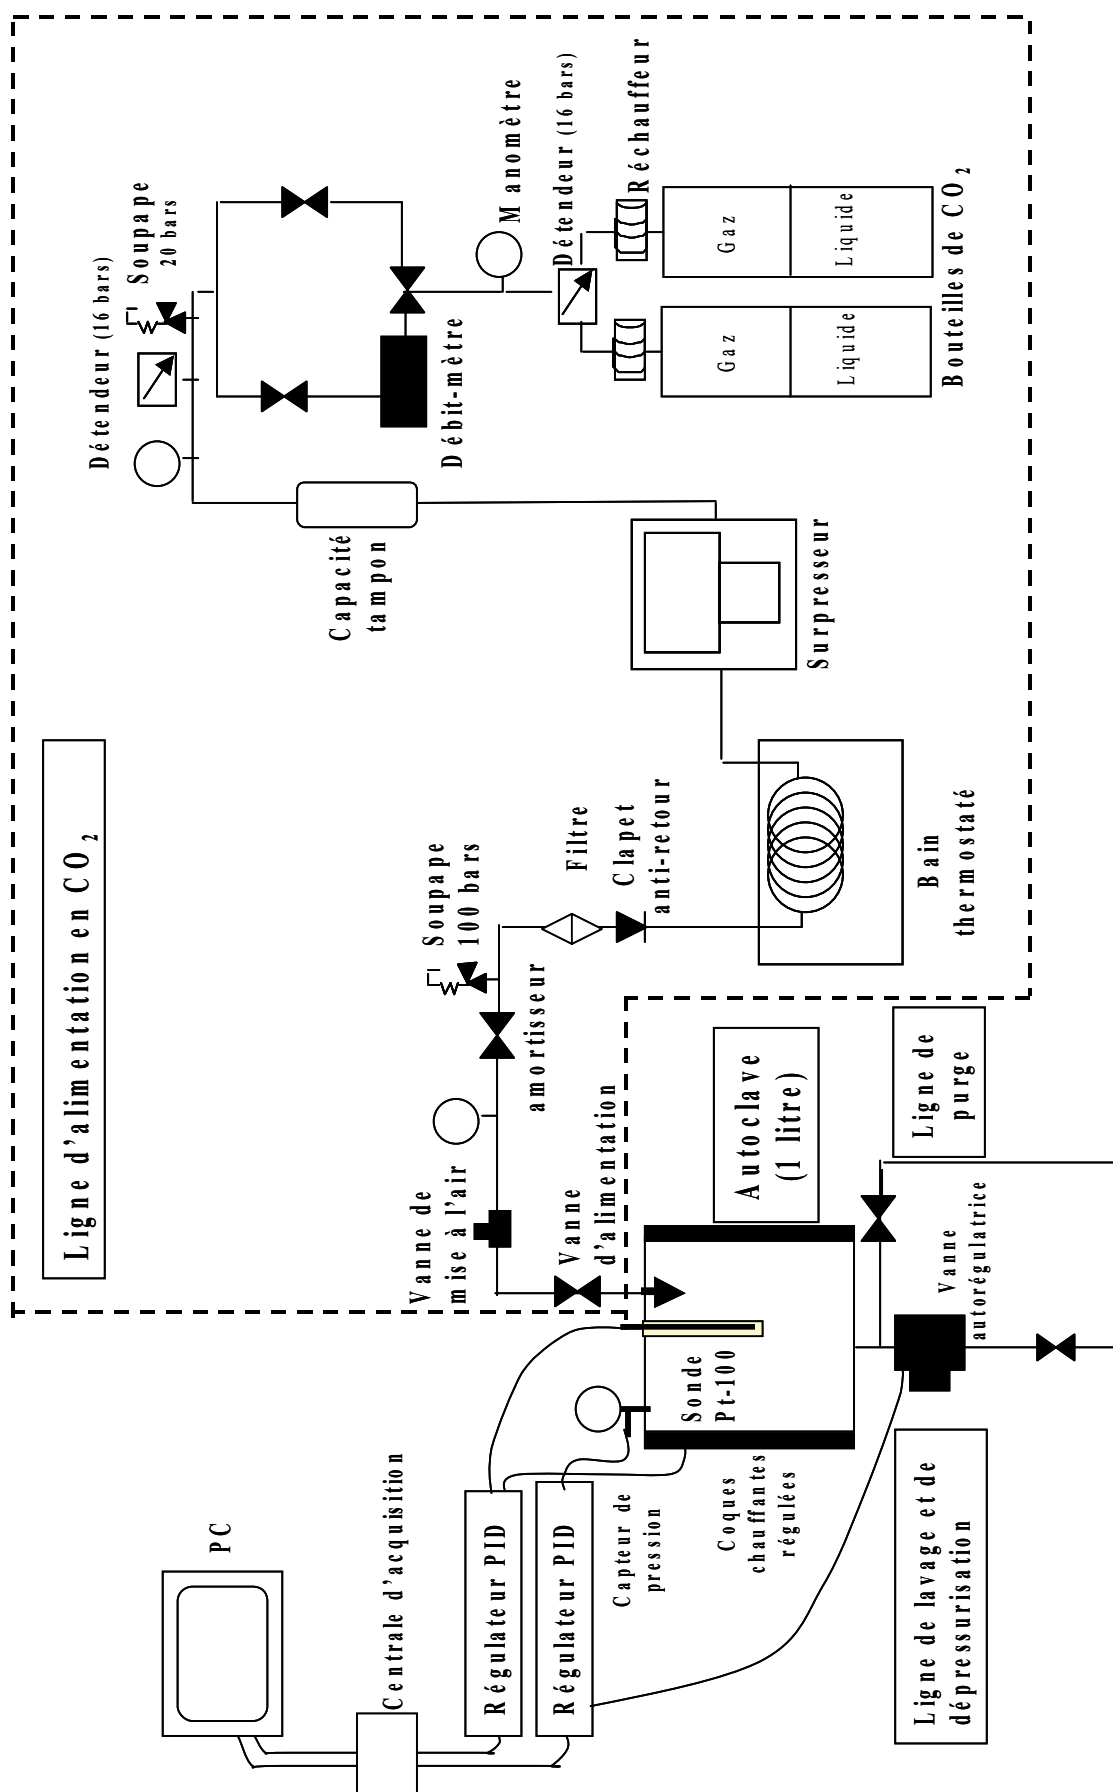 Ligne d'alimentation en CO2
PC
Centrale d'acquisition
Régulateur PID
Régulateur PID
Capteur de
pression
Coques
chauffantes
régulées
Ligne de lavage et de
dépressurisation
Sonde
Pt-100
Vanne de
mise à l'air
Vanne
d'alimentation
Autoclave
(1 litre)
Vanne
autorégulatrice
Ligne de
purge
amortisseur
Soupape
100 bars
Filtre
Clapet
anti-retour
Bain
thermostaté
Surpresseur
Capacité
tampon
Détendeur (16 bars)
Soupape
20 bars
Débit-mètre
Manomètre
Détendeur (16 bars)
Réchauffeur
Gaz
Liquide
Gaz
Liquide
Bouteilles de CO2